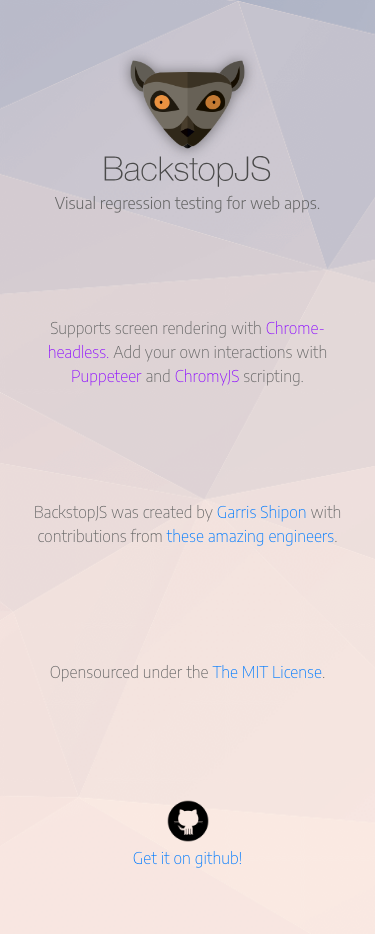 BackstopJS
Visual regression testing for web apps.
Supports screen rendering with Chrome-
headless. Add your own interactions with
Puppeteer and ChromyJS scripting.
BackstopJS was created by Garris Shipon with
contributions from these amazing engineers.
Opensourced under the The MIT License.
Get it on github!